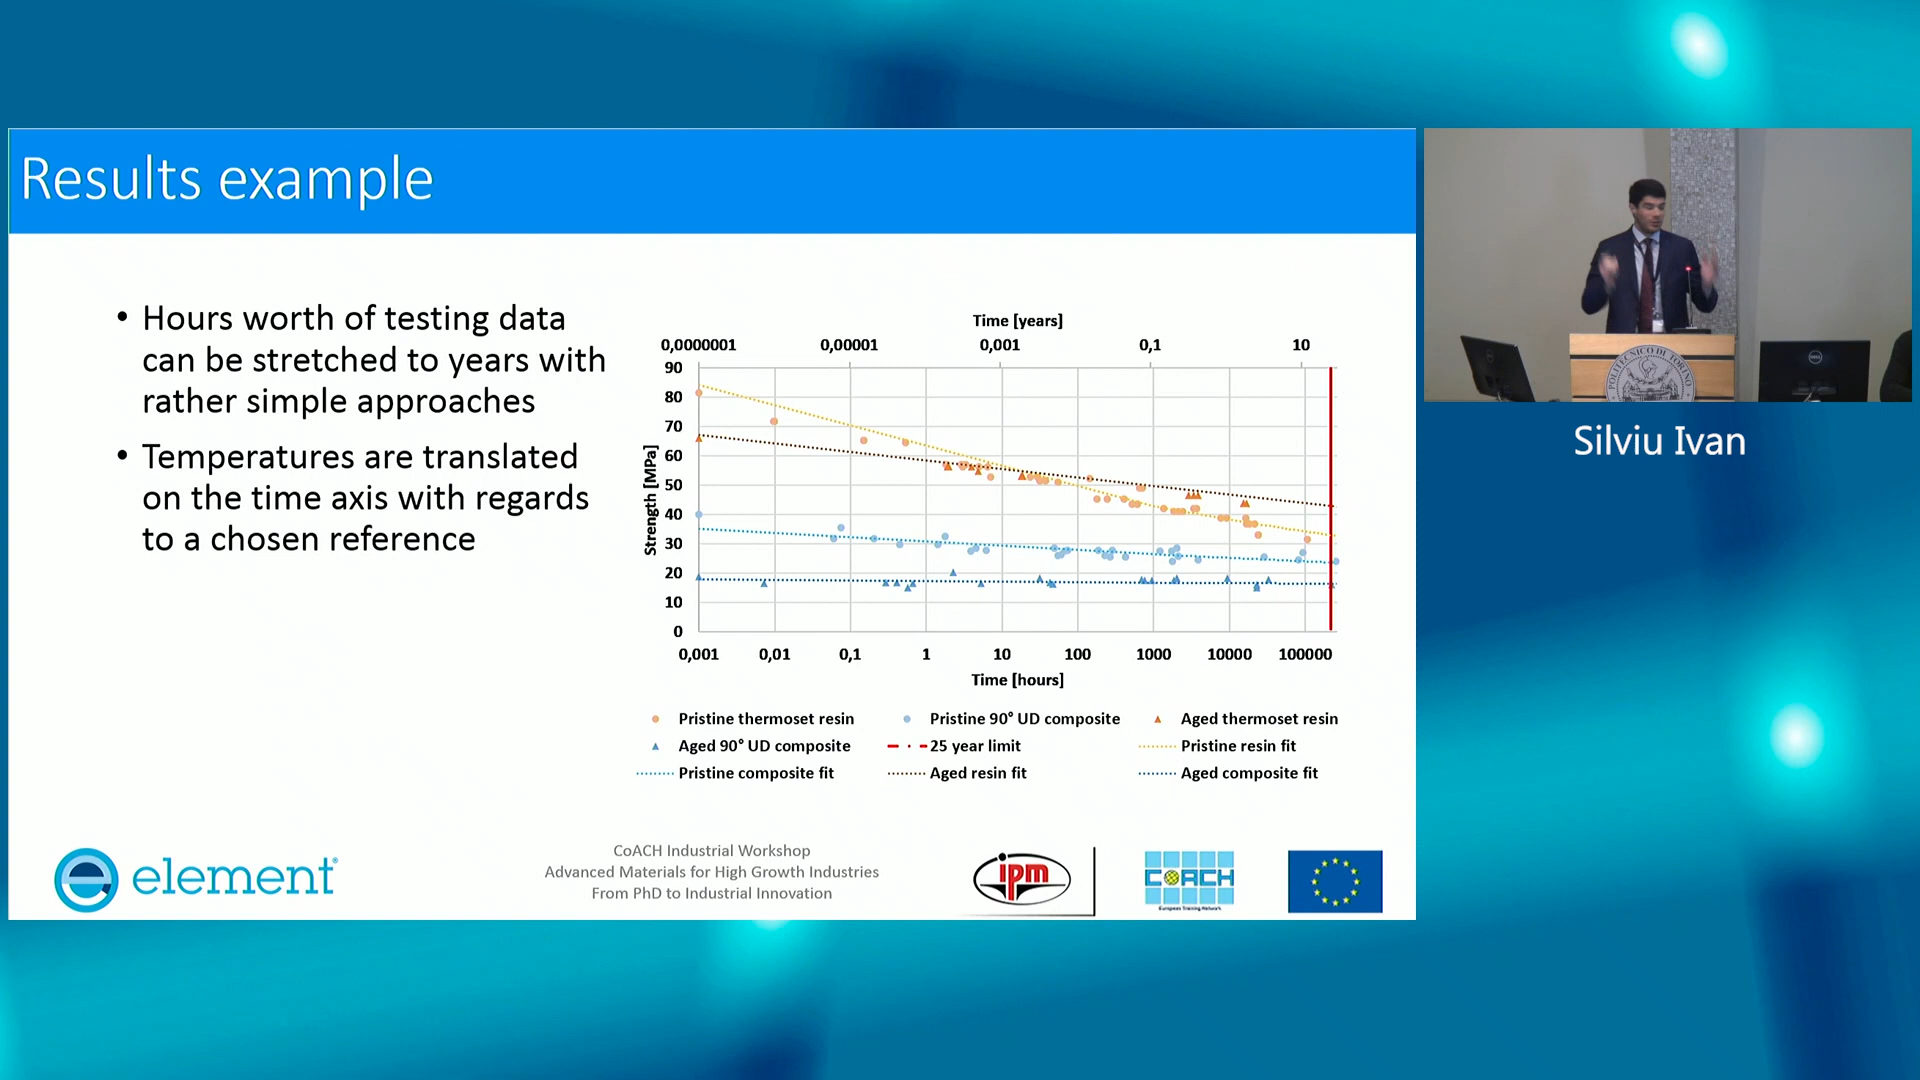 Results example
• Hours worth of testing data
can be stretched to years with
rather simple approaches
• Temperatures are translated
on the time axis with regards
to a chosen reference
Time [years]
0,0000001 0,00001 0,001 0,1 10
90
80
70
60
50
40
30
20
10
0
Strength [MPa]
0,001 0,01 0,1 1 10 100 1000 10000 100000
Time [hours]
Pristine thermoset resin Pristine 90° UD composite Aged thermoset resin
Aged 90° UD composite 25 year limit Pristine resin fit
Pristine composite fit Aged resin fit Aged composite fit
element
CoACH Industrial Workshop
Advanced Materials for High Growth Industries
From PhD to Industrial Innovation
ipm
COACH
European Training Network
POLITECNICO DI TORINO
DELL
Silviu Ivan